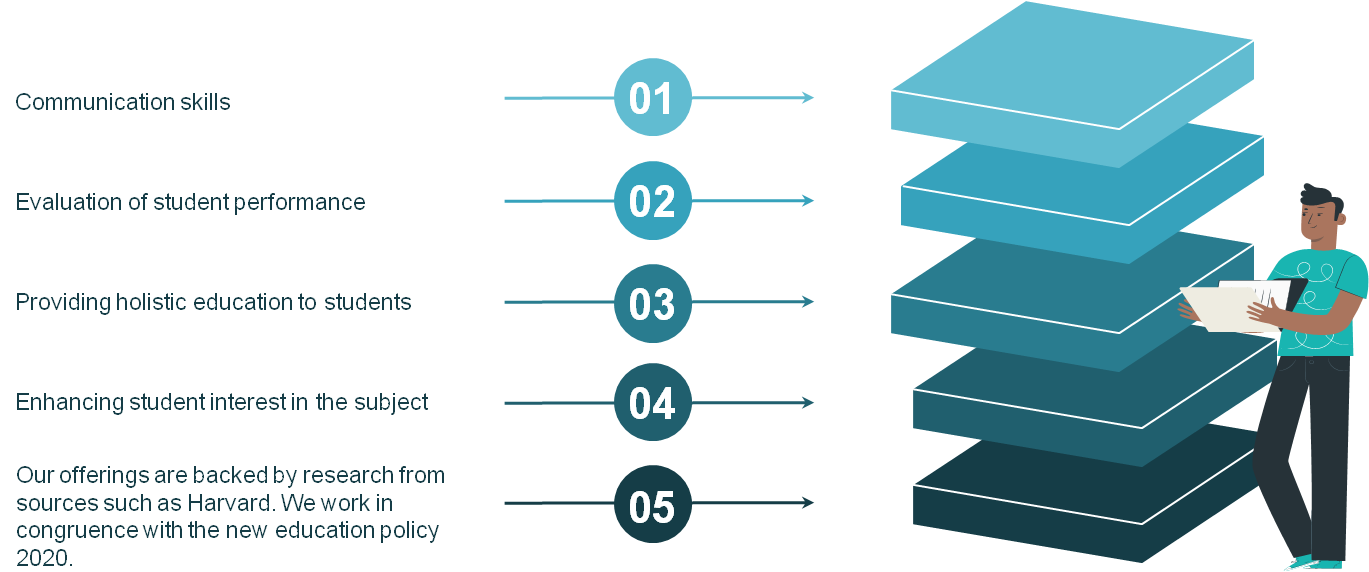 Communication skills
01
Evaluation of student performance
02
Providing holistic education to students
03
Enhancing student interest in the subject
04
Our offerings are backed by research from
sources such as Harvard. We work in
congruence with the new education policy
2020.
05